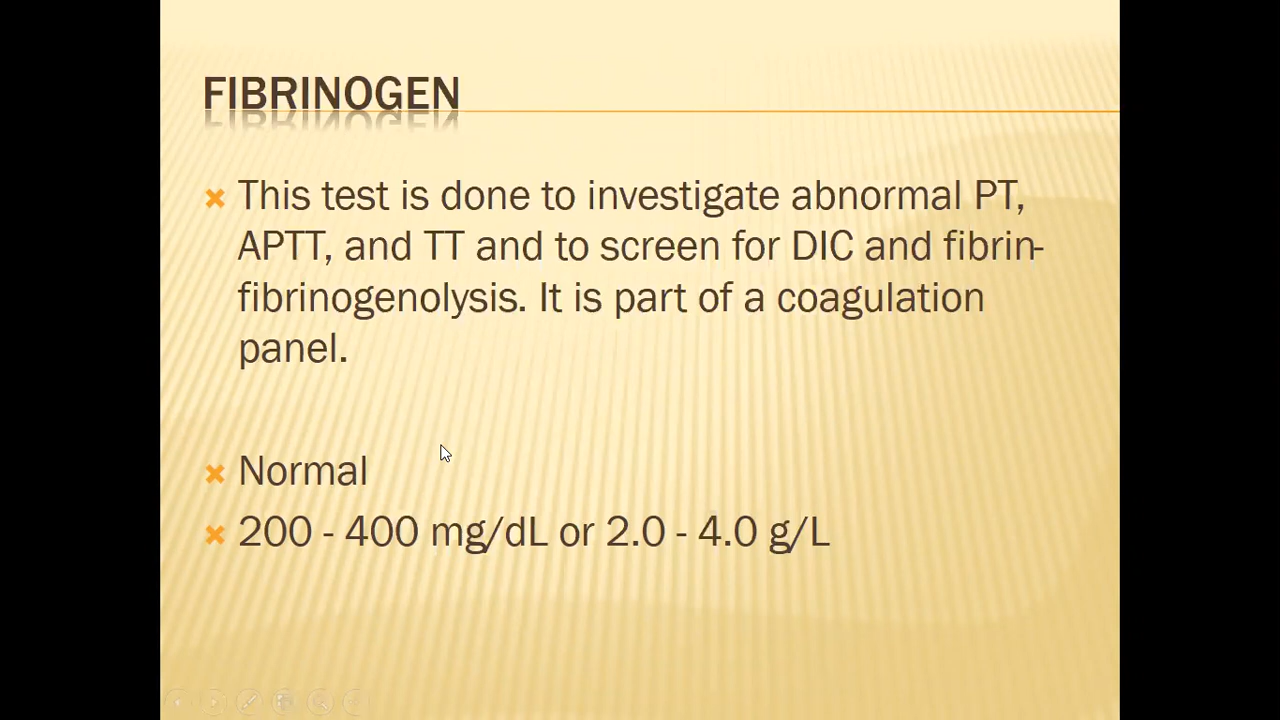 FIBRINOGEN
This test is done to investigate abnormal PT,
APTT, and TT and to screen for DIC and fibrin-
fibrinogenolysis. It is part of a coagulation
panel.
Normal
200 - 400 mg/dL or 2.0 - 4.0 g/L